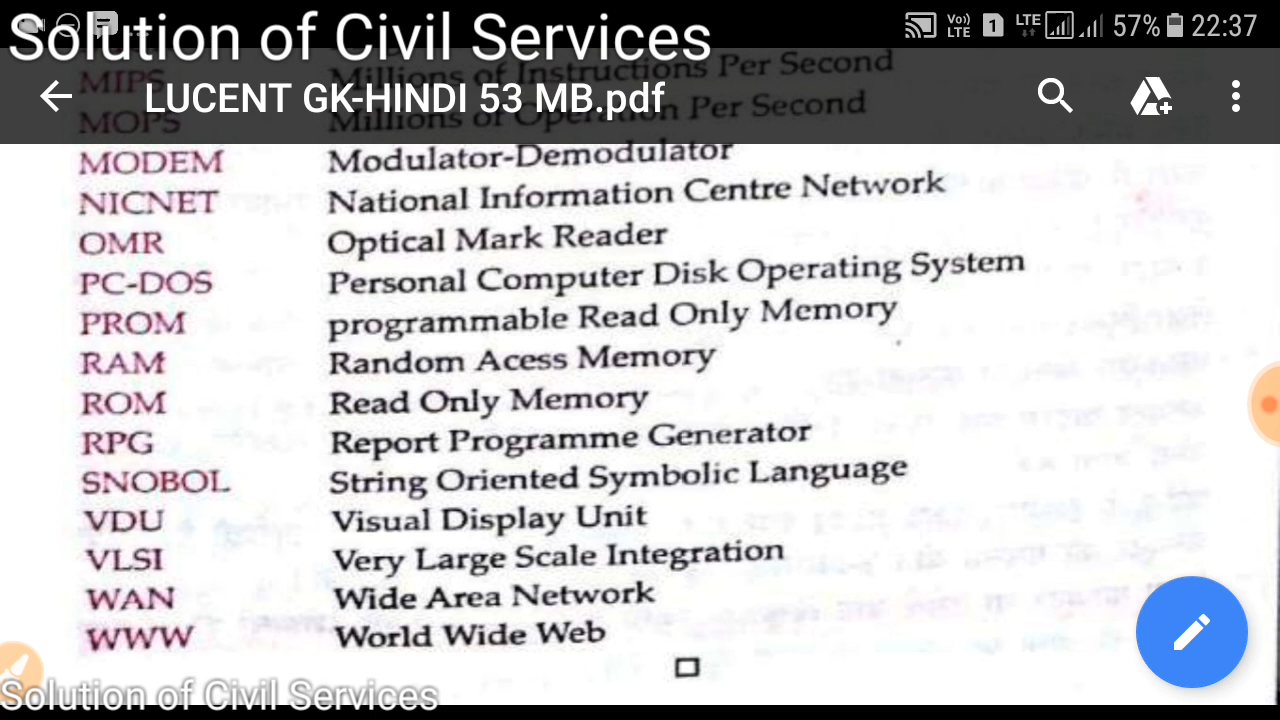 Solution of Civil Services
Vo)) LTE 1 LTE 57% 22:37
MIPS Millions of Instructions Per Second
LUCENT GK-HINDI 53 MB.pdf
MOPS Millions of Operation Per Second
MODEM Modulator-Demodulator
NICNET National Information Centre Network
OMR Optical Mark Reader
PC-DOS Personal Computer Disk Operating System
PROM programmable Read Only Memory
RAM Random Acess Memory
ROM Read Only Memory
RPG Report Programme Generator
SNOBOL String Oriented Symbolic Language
VDU Visual Display Unit
VLSI Very Large Scale Integration
WAN Wide Area Network
WWW World Wide Web
Solution of Civil Services